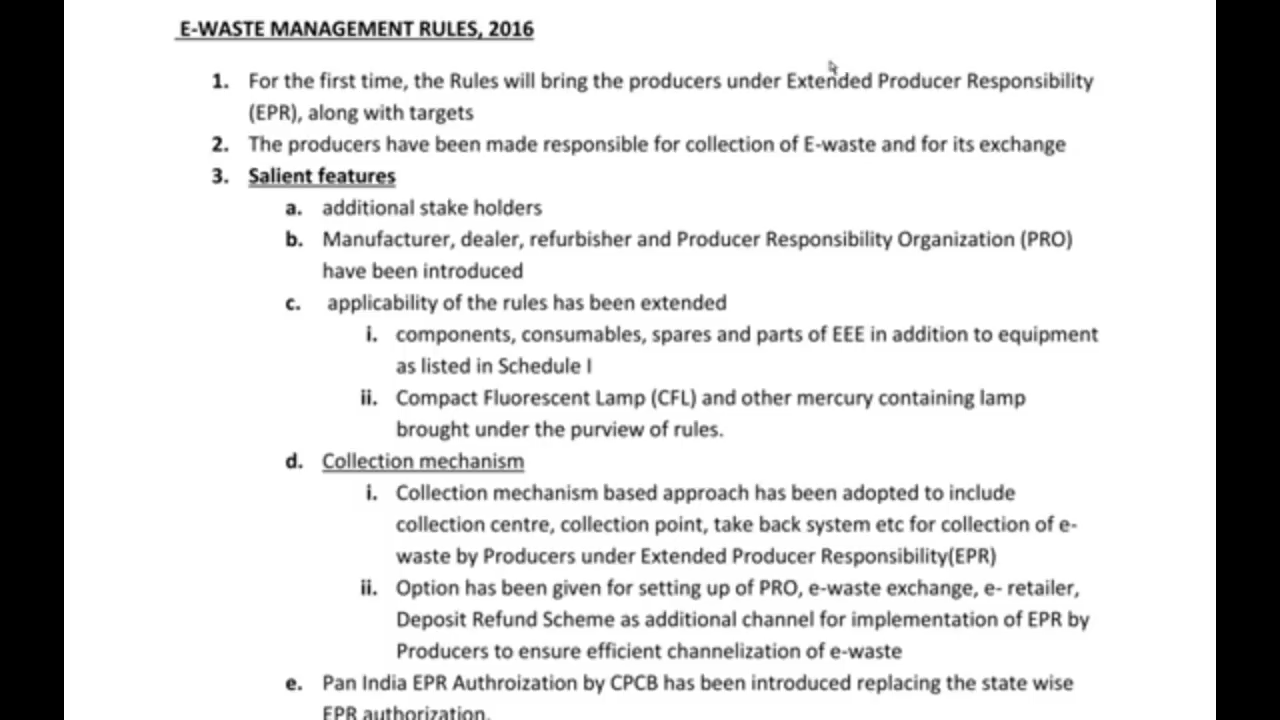 E-WASTE MANAGEMENT RULES, 2016
1. For the first time, the Rules will bring the producers under Extended Producer Responsibility
(EPR), along with targets
2. The producers have been made responsible for collection of E-waste and for its exchange
3. Salient features
a. additional stake holders
b. Manufacturer, dealer, refurbisher and Producer Responsibility Organization (PRO)
have been introduced
c. applicability of the rules has been extended
i. components, consumables, spares and parts of EEE in addition to equipment
as listed in Schedule I
ii. Compact Fluorescent Lamp (CFL) and other mercury containing lamp
brought under the purview of rules.
d. Collection mechanism
i. Collection mechanism based approach has been adopted to include
collection centre, collection point, take back system etc for collection of e-
waste by Producers under Extended Producer Responsibility(EPR)
ii. Option has been given for setting up of PRO, e-waste exchange, e- retailer,
Deposit Refund Scheme as additional channel for implementation of EPR by
Producers to ensure efficient channelization of e-waste
e. Pan India EPR Authroization by CPCB has been introduced replacing the state wise
EPR authorization.